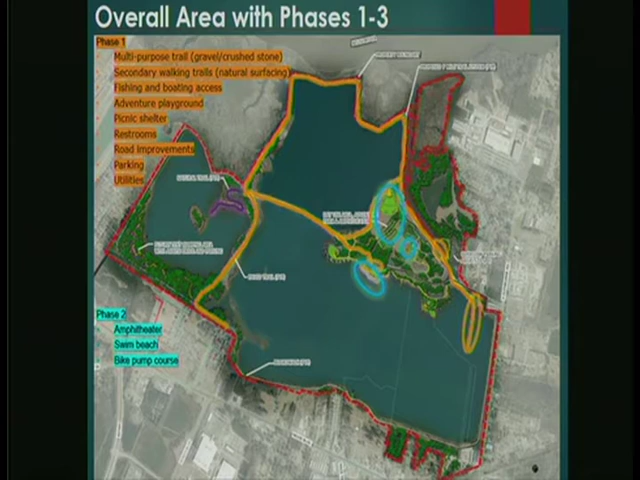 Overall Area with Phases 1-3
Phase 1
Multi-purpose trail (gravel/crushed stone)
Secondary walking trails (natural surfacing)
Fishing and boating access
Adventure playground
Picnic shelter
Restrooms
Road improvements
Parking
Utilities
Phase 2
Amphitheater
Swim beach
Bike pump course